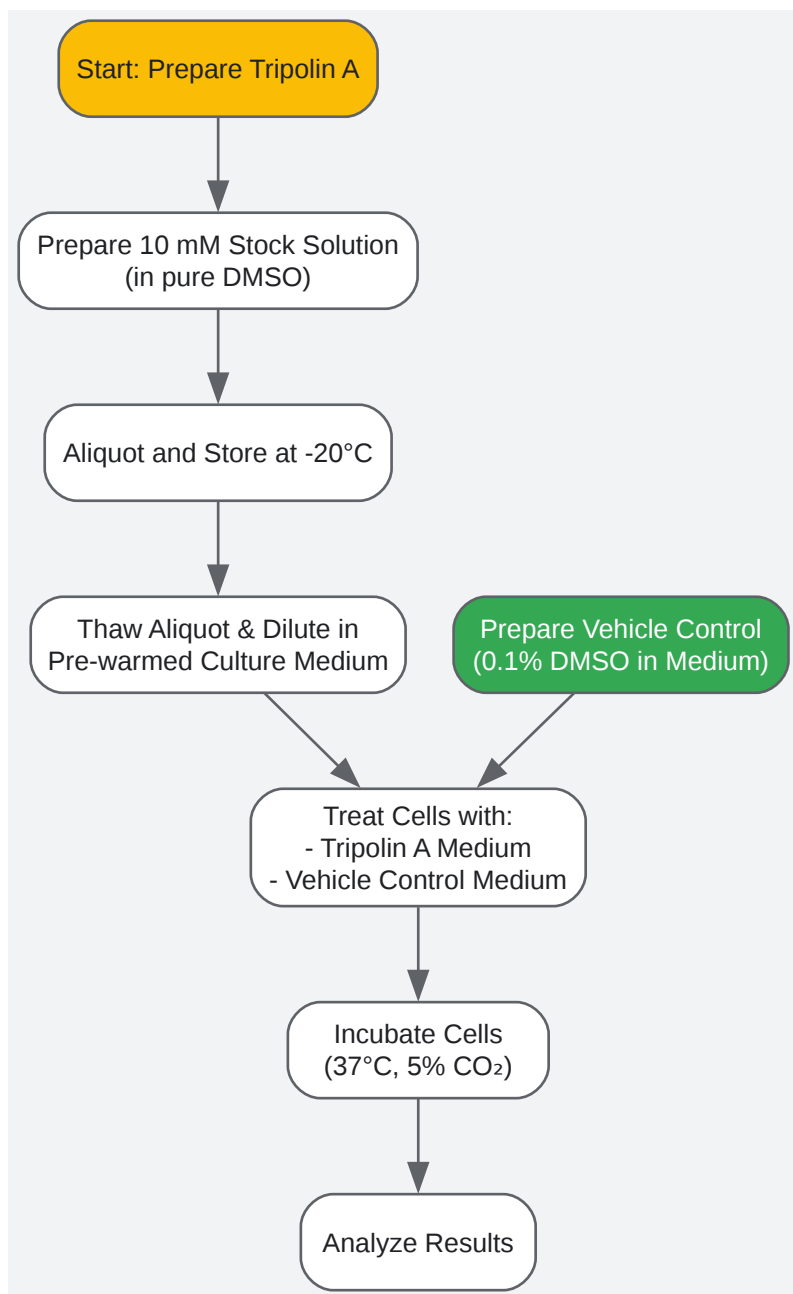 Start: Prepare Tripolin A
Prepare 10 mM Stock Solution
(in pure DMSO)
Aliquot and Store at -20°C
Thaw Aliquot & Dilute in
Pre-warmed Culture Medium
Prepare Vehicle Control
(0.1% DMSO in Medium)
Treat Cells with:
- Tripolin A Medium
- Vehicle Control Medium
Incubate Cells
(37°C, 5% CO₂)
Analyze Results